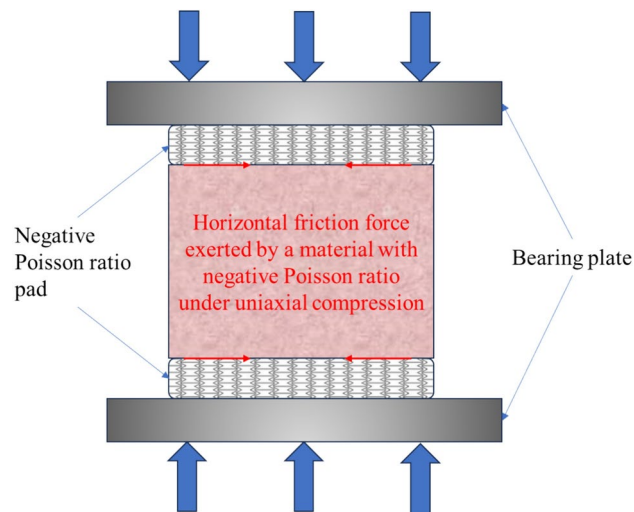 Horizontal friction force
exerted by a material with
negative Poisson ratio
under uniaxial compression
Negative
Poisson ratio
pad
Bearing plate